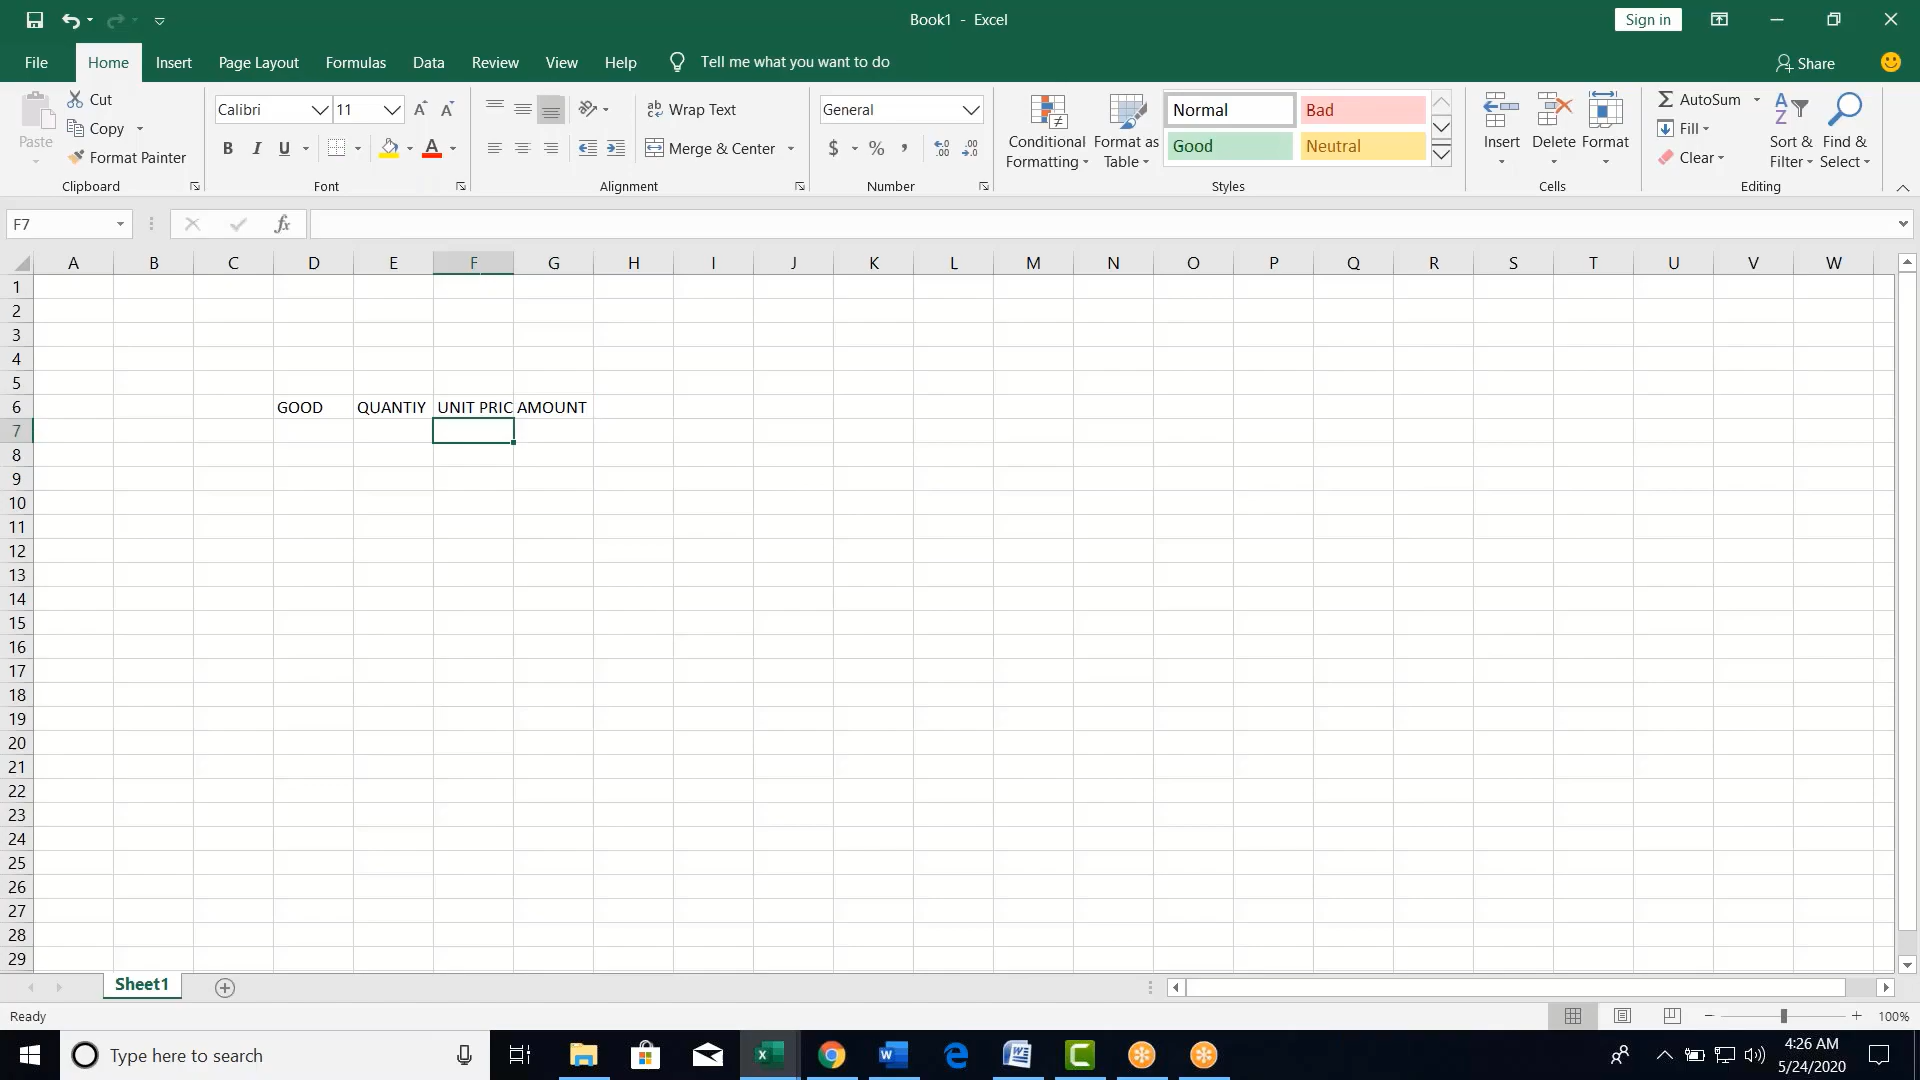 Book1 - Excel
Sign in
File Home Insert Page Layout Formulas Data Review View Help Tell me what you want to do
Share
Paste
Cut
Copy
Format Painter
Clipboard
Calibri 11
B I U A
Font
Wrap Text
Merge & Center
Alignment
General
$ % ,
Number
Conditional Formatting
Format as Table
Normal Bad
Good Neutral
Styles
Insert Delete Format
Cells
AutoSum
Fill
Clear
Sort & Filter
Find & Select
Editing
F7 fx
A B C D E F G H I J K L M N O P Q R S T U V W
1
2
3
4
5
6 GOOD QUANTIY UNIT PRIC AMOUNT
7
8
9
10
11
12
13
14
15
16
17
18
19
20
21
22
23
24
25
26
27
28
29
Sheet1
Ready
100%
Type here to search
4:26 AM
5/24/2020